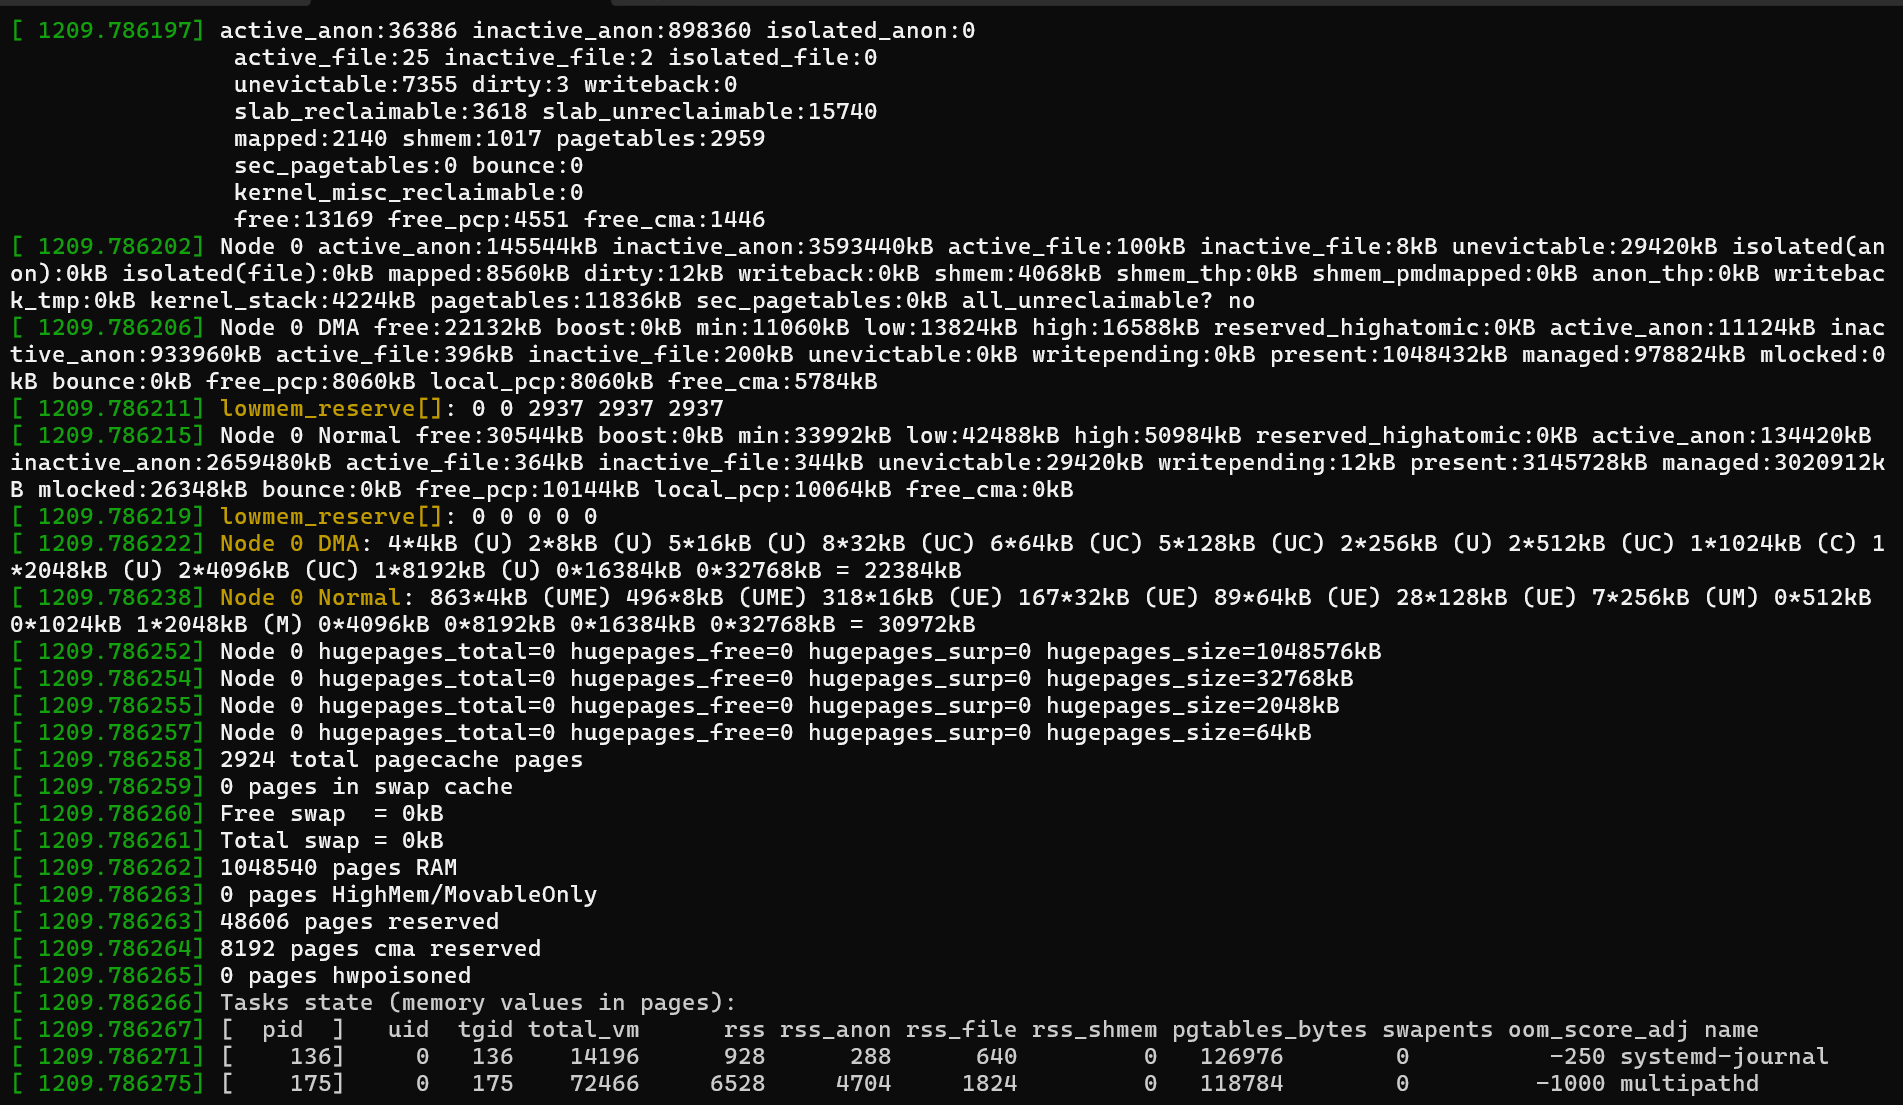 [ 1209.786197] active_anon:36386 inactive_anon:898360 isolated_anon:0
active_file:25 inactive_file:2 isolated_file:0
unevictable:7355 dirty:3 writeback:0
slab_reclaimable:3618 slab_unreclaimable:15740
mapped:2140 shmem:1017 pagetables:2959
sec_pagetables:0 bounce:0
kernel_misc_reclaimable:0
free:13169 free_pcp:4551 free_cma:1446
[ 1209.786202] Node 0 active_anon:145544kB inactive_anon:3593440kB active_file:100kB inactive_file:8kB unevictable:29420kB isolated(an
on):0kB isolated(file):0kB mapped:8560kB dirty:12kB writeback:0kB shmem:4068kB shmem_thp:0kB shmem_pmdmapped:0kB anon_thp:0kB writebac
k_tmp:0kB kernel_stack:4224kB pagetables:11836kB sec_pagetables:0kB all_unreclaimable? no
[ 1209.786206] Node 0 DMA free:22132kB boost:0kB min:11060kB low:13824kB high:16588kB reserved_highatomic:0KB active_anon:11124kB inac
tive_anon:933960kB active_file:396kB inactive_file:200kB unevictable:0kB writepending:0kB present:1048432kB managed:978824kB mlocked:0
kB bounce:0kB free_pcp:8060kB local_pcp:8060kB free_cma:5784kB
[ 1209.786211] lowmem_reserve[]: 0 0 2937 2937 2937
[ 1209.786215] Node 0 Normal free:30544kB boost:0kB min:33992kB low:42488kB high:50984kB reserved_highatomic:0KB active_anon:134420kB
inactive_anon:2659480kB active_file:364kB inactive_file:344kB unevictable:29420kB writepending:12kB present:3145728kB managed:3020912k
B mlocked:26348kB bounce:0kB free_pcp:10144kB local_pcp:10064kB free_cma:0kB
[ 1209.786219] lowmem_reserve[]: 0 0 0 0 0
[ 1209.786222] Node 0 DMA: 4*4kB (U) 2*8kB (U) 5*16kB (U) 8*32kB (UC) 6*64kB (UC) 5*128kB (UC) 2*256kB (U) 2*512kB (UC) 1*1024kB (C) 1
*2048kB (U) 2*4096kB (UC) 1*8192kB (U) 0*16384kB 0*32768kB = 22384kB
[ 1209.786238] Node 0 Normal: 863*4kB (UME) 496*8kB (UME) 318*16kB (UE) 167*32kB (UE) 89*64kB (UE) 28*128kB (UE) 7*256kB (UM) 0*512kB
0*1024kB 1*2048kB (M) 0*4096kB 0*8192kB 0*16384kB 0*32768kB = 30972kB
[ 1209.786252] Node 0 hugepages_total=0 hugepages_free=0 hugepages_surp=0 hugepages_size=1048576kB
[ 1209.786254] Node 0 hugepages_total=0 hugepages_free=0 hugepages_surp=0 hugepages_size=32768kB
[ 1209.786255] Node 0 hugepages_total=0 hugepages_free=0 hugepages_surp=0 hugepages_size=2048kB
[ 1209.786257] Node 0 hugepages_total=0 hugepages_free=0 hugepages_surp=0 hugepages_size=64kB
[ 1209.786258] 2924 total pagecache pages
[ 1209.786259] 0 pages in swap cache
[ 1209.786260] Free swap  = 0kB
[ 1209.786261] Total swap = 0kB
[ 1209.786262] 1048540 pages RAM
[ 1209.786263] 0 pages HighMem/MovableOnly
[ 1209.786263] 48606 pages reserved
[ 1209.786264] 8192 pages cma reserved
[ 1209.786265] 0 pages hwpoisoned
[ 1209.786266] Tasks state (memory values in pages):
[ 1209.786267] [  pid  ]   uid  tgid total_vm      rss rss_anon rss_file rss_shmem pgtables_bytes swapents oom_score_adj name
[ 1209.786271] [    136]     0   136    14196      928      288      640         0   126976        0          -250 systemd-journal
[ 1209.786275] [    175]     0   175    72466     6528     4704     1824         0   118784        0         -1000 multipathd